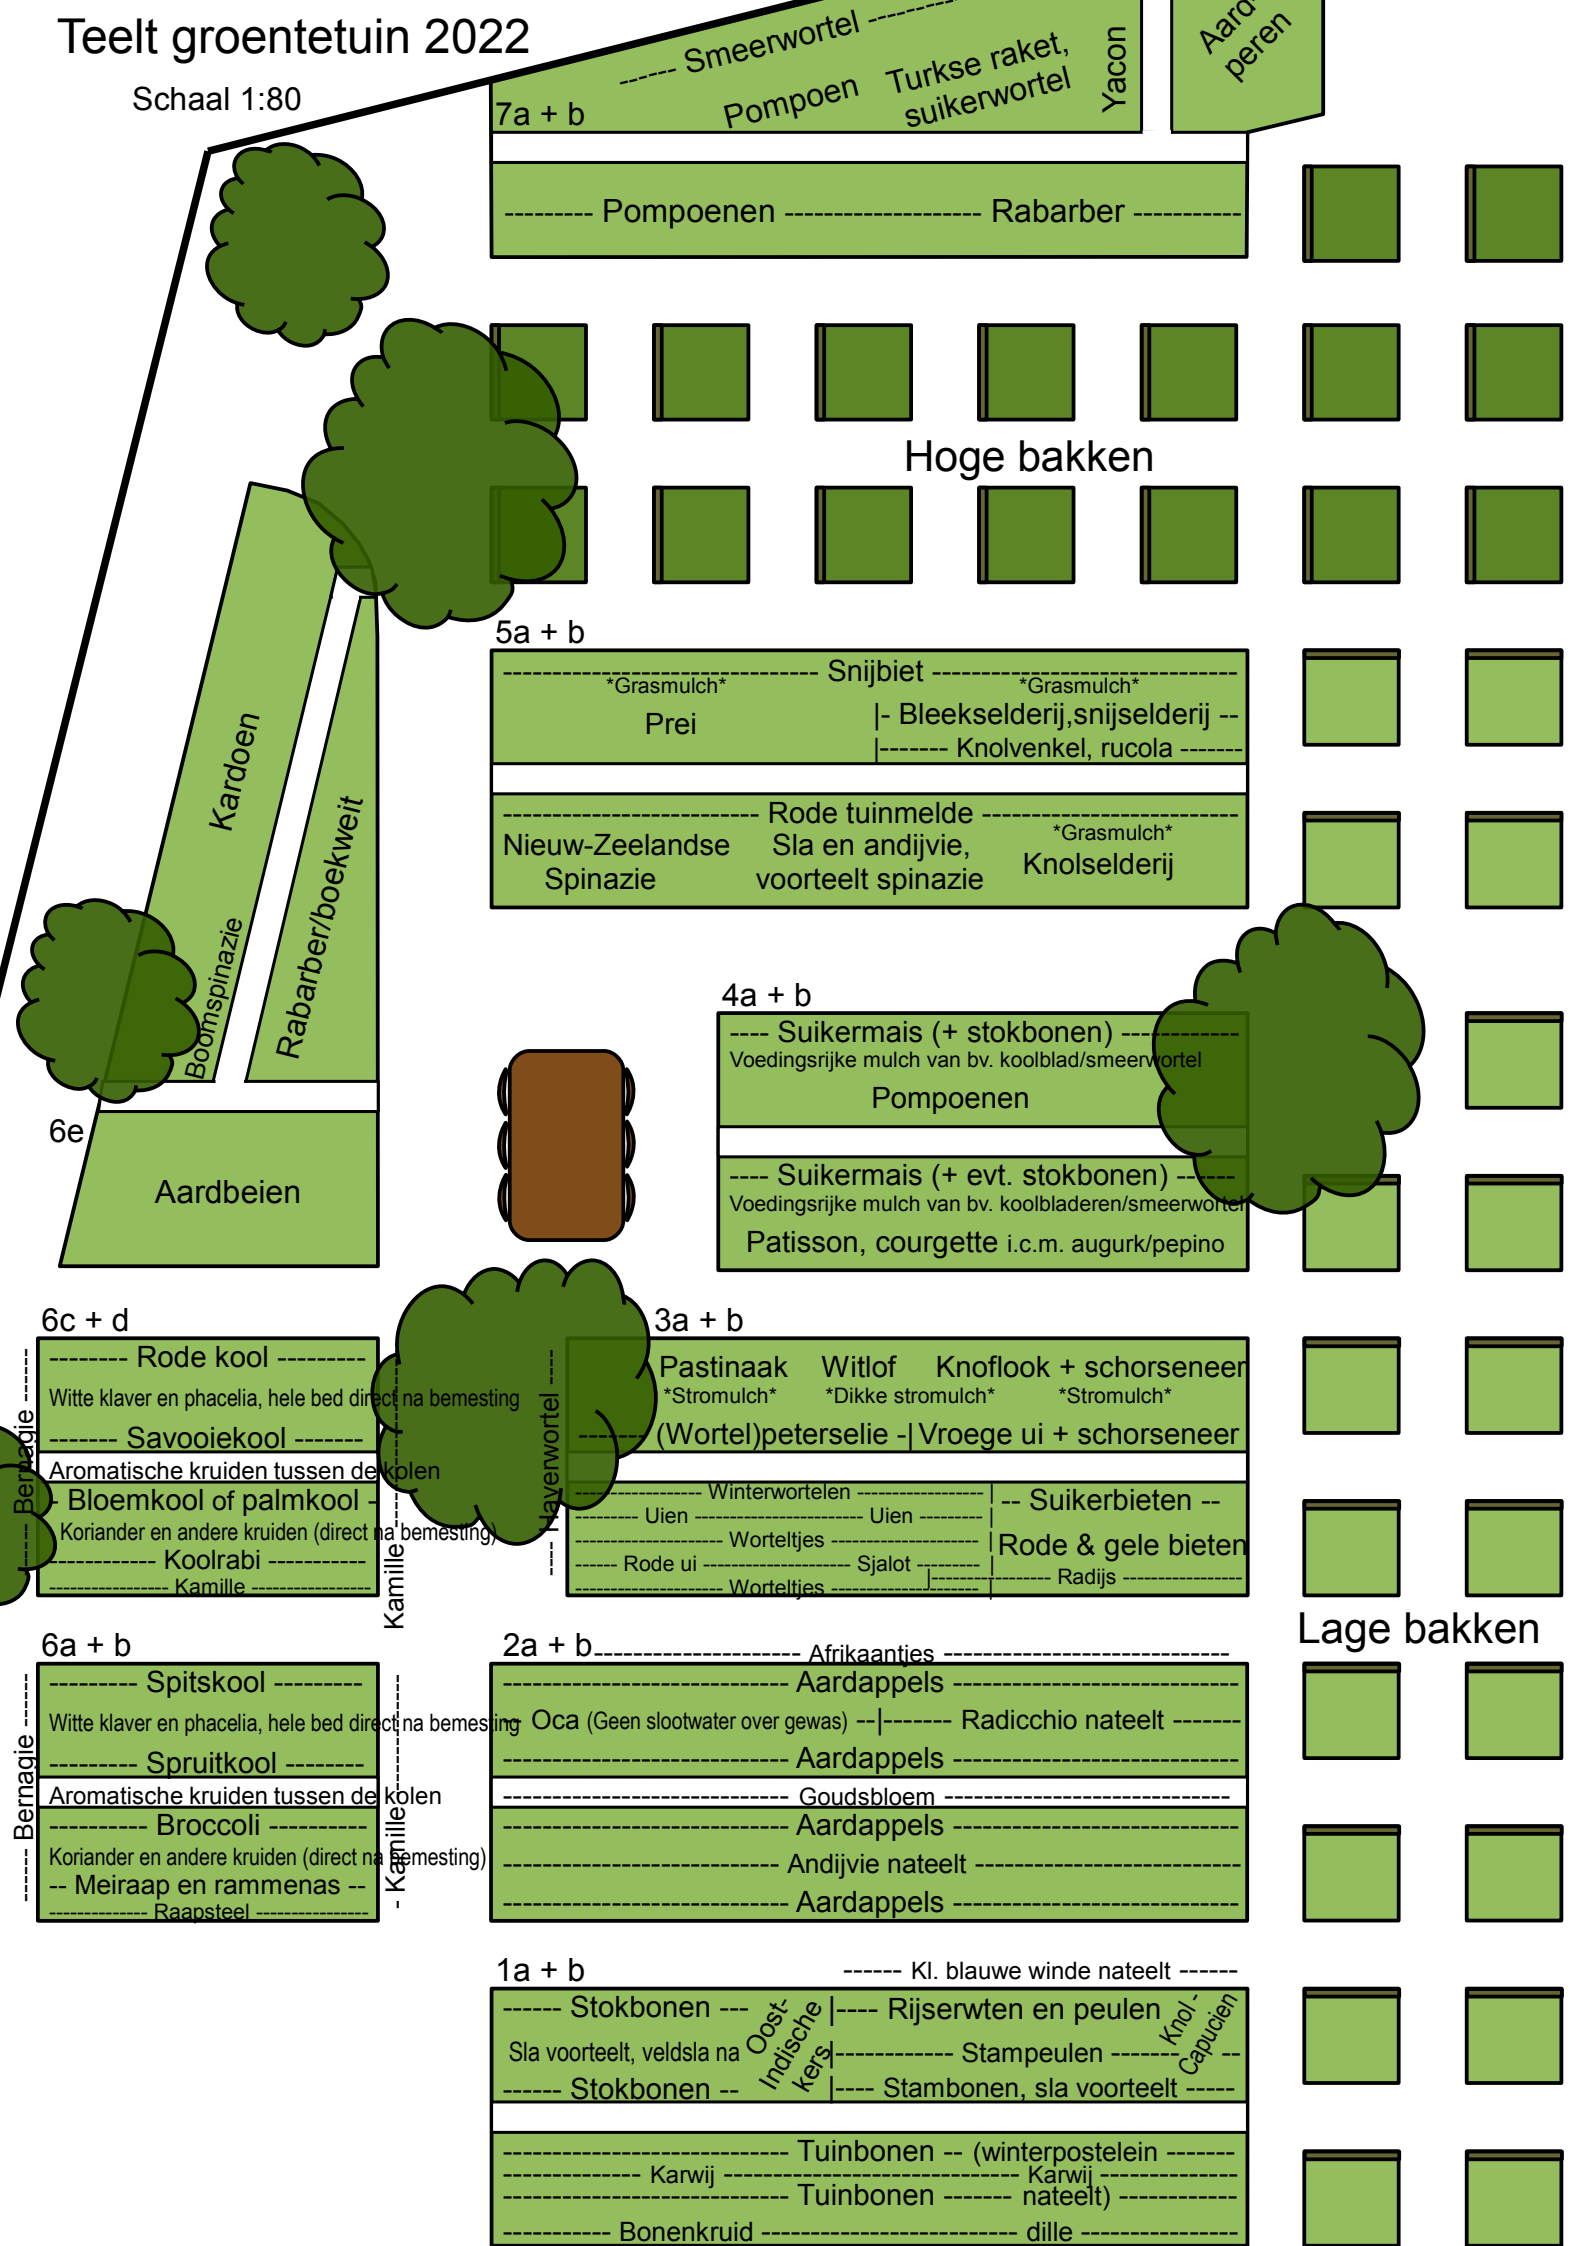 Teelt groentetuin 2022
Schaal 1:80
------ Smeerwortel ----------
Pompoen
Turkse raket,
suikerwortel
Yacon
Aard-
peren
7a + b
--------- Pompoenen -------------------- Rabarber -----------
Hoge bakken
5a + b
----------------------------------- Snijbiet ----------------------------------
*Grasmulch* *Grasmulch*
Prei
|- Bleekselderij,snijselderij --
|------- Knolvenkel, rucola -------
-------------------------- Rode tuinmelde --------------------------
*Grasmulch*
Nieuw-Zeelandse
Spinazie
Sla en andijvie,
voorteelt spinazie
Knolselderij
Kardoen
Boomspinazie
Rabarber/boekweit
6e
Aardbeien
4a + b
---- Suikermais (+ stokbonen) -------------
Voedingsrijke mulch van bv. koolblad/smeerwortel
Pompoenen
---- Suikermais (+ evt. stokbonen) ------
Voedingsrijke mulch van bv. koolbladeren/smeerwortel
Patisson, courgette i.c.m. augurk/pepino
6c + d
------- Bernagie -------
-------- Rode kool ---------
Witte klaver en phacelia, hele bed direct na bemesting
------- Savooiekool -------
Aromatische kruiden tussen de kolen
- Bloemkool of palmkool -
Koriander en andere kruiden (direct na bemesting)
----------- Koolrabi ----------
----------------- Kamille -----------------
Kamille------------------
3a + b
---- Haverwortel ----
Pastinaak Witlof Knoflook + schorseneer
*Stromulch* *Dikke stromulch* *Stromulch*
------- (Wortel)peterselie -| Vroege ui + schorseneer
------------------ Winterwortelen ------------------ |
--------- Uien ------------------------ Uien --------- |
--------------------- Worteltjes --------------------- |
------ Rode ui --------------------- Sjalot --------- |
--------------------- Worteltjes --------------------- |
-- Suikerbieten --
Rode & gele bieten
|----------------- Radijs -----------------
Lage bakken
6a + b
------- Bernagie ------
--------- Spitskool ---------
Witte klaver en phacelia, hele bed direct na bemesting
--------- Spruitkool --------
Aromatische kruiden tussen de kolen
---------- Broccoli ----------
Koriander en andere kruiden (direct na bemesting)
-- Meiraap en rammenas --
-------------- Raapsteel ----------------
- Kamille------------------
2a + b
--------------------- Afrikaantjes -----------------------------
----------------------------- Aardappels -----------------------------
-- Oca (Geen slootwater over gewas) --|------- Radicchio nateelt -------
----------------------------- Aardappels -----------------------------
-------------------------------- Goudsbloem -----------------------------
----------------------------- Aardappels -----------------------------
---------------------------- Andijvie nateelt ---------------------------
----------------------------- Aardappels -----------------------------
1a + b
------ Kl. blauwe winde nateelt ------
------ Stokbonen ---
Sla voorteelt, veldsla na
------ Stokbonen --
Oost-
Indische
kers
|---- Rijserwten en peulen
|------------ Stampeulen ------- --
|---- Stambonen, sla voorteelt -----
Knol-
Capucien
----------------------------- Tuinbonen -- (winterpostelein -------
-------------- Karwij ------------------------------ Karwij --------------
----------------------------- Tuinbonen ------- nateelt) ------------
----------- Bonenkruid -------------------------- dille ----------------